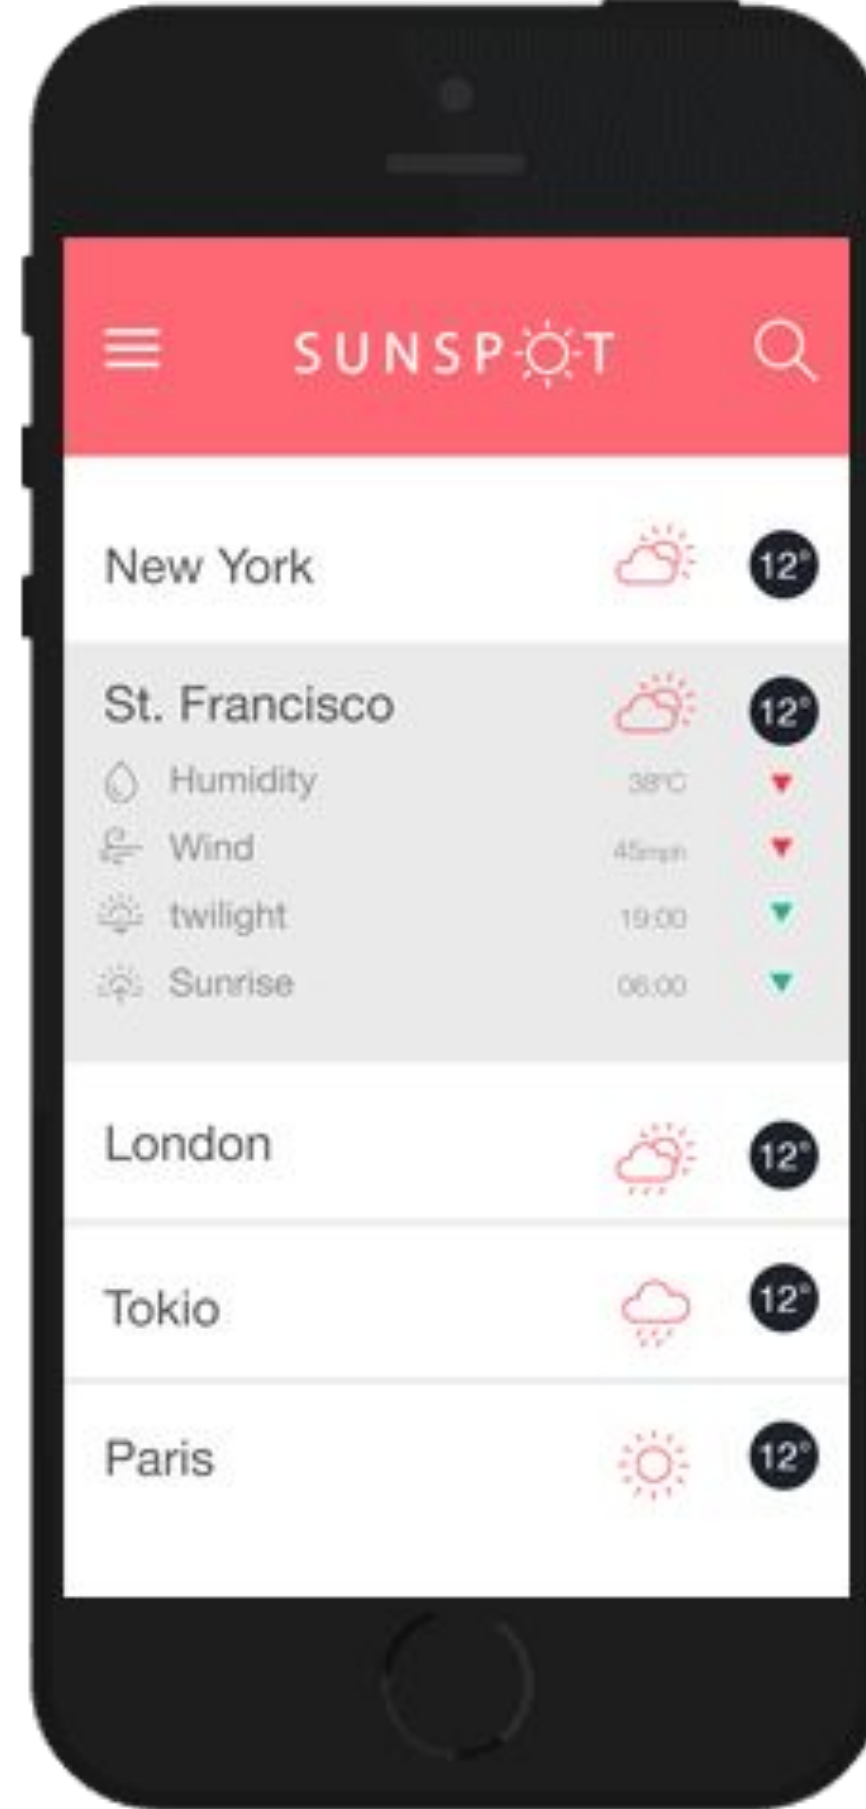 SUNSPOT
New York 12°
St. Francisco 12°
Humidity 38°C
Wind 45mph
twilight 19:00
Sunrise 06:00
London 12°
Tokio 12°
Paris 12°